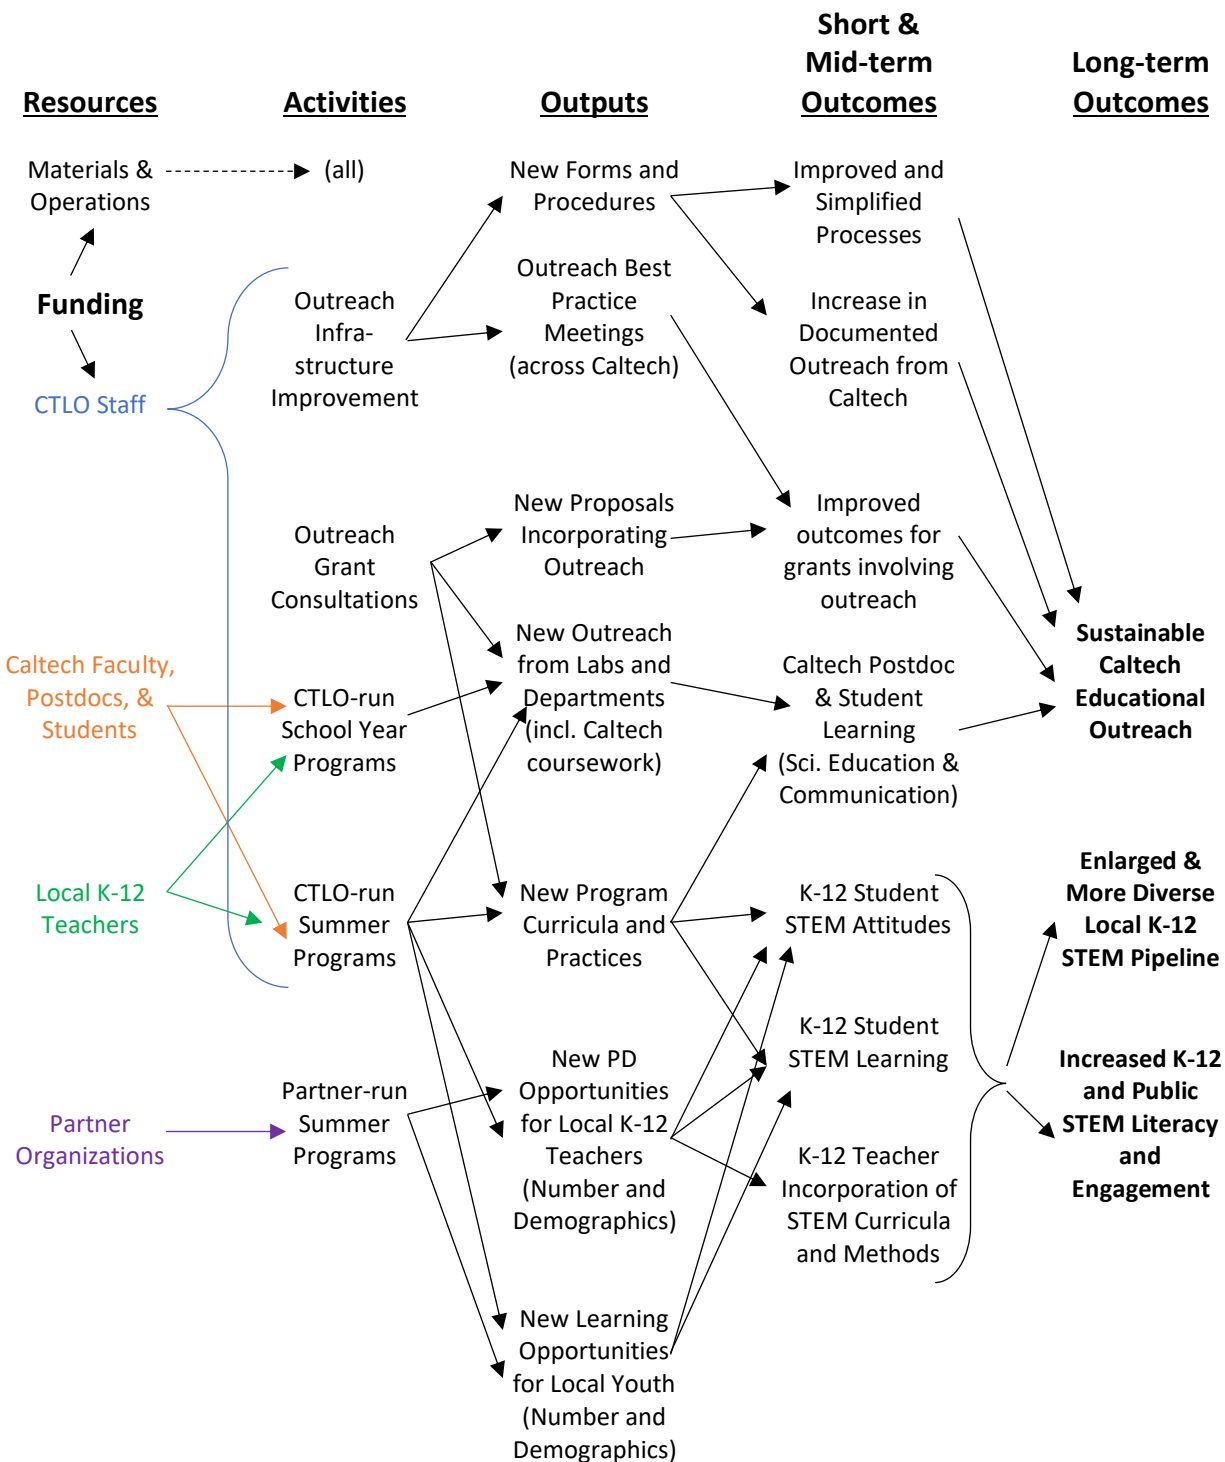 Resources
Materials &
Operations
Funding
CTLO Staff
Caltech Faculty,
Postdocs, &
Students
Local K-12
Teachers
Partner
Organizations
Activities
(all)
Outreach
Infra-
structure
Improvement
Outreach
Grant
Consultations
CTLO-run
School Year
Programs
CTLO-run
Summer
Programs
Partner-run
Summer
Programs
Outputs
New Forms and
Procedures
Outreach Best
Practice
Meetings
(across Caltech)
New Proposals
Incorporating
Outreach
New Outreach
from Labs and
Departments
(incl. Caltech
coursework)
New Program
Curricula and
Practices
New PD
Opportunities
for Local K-12
Teachers
(Number and
Demographics)
New Learning
Opportunities
for Local Youth
(Number and
Demographics)
Short &
Mid-term
Outcomes
Improved and
Simplified
Processes
Increase in
Documented
Outreach from
Caltech
Improved
outcomes for
grants involving
outreach
Caltech Postdoc
& Student
Learning
(Sci. Education &
Communication)
K-12 Student
STEM Attitudes
K-12 Student
STEM Learning
K-12 Teacher
Incorporation of
STEM Curricula
and Methods
Long-term
Outcomes
Sustainable
Caltech
Educational
Outreach
Enlarged &
More Diverse
Local K-12
STEM Pipeline
Increased K-12
and Public
STEM Literacy
and
Engagement